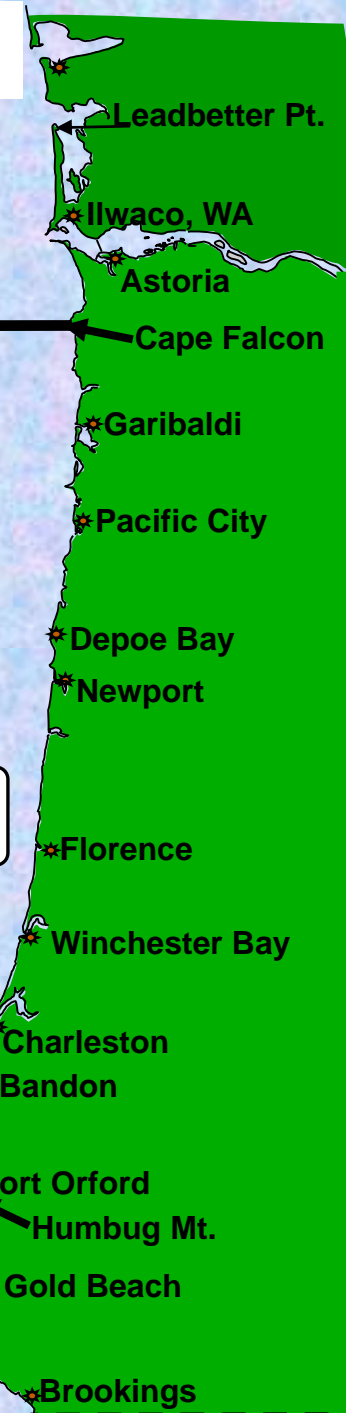 Leadbetter Pt.
Ilwaco, WA
Astoria
Cape Falcon
Garibaldi
Pacific City
Depoe Bay
Newport
Florence
Winchester Bay
Charleston
Bandon
ort Orford
Humbug Mt.
Gold Beach
Brookings